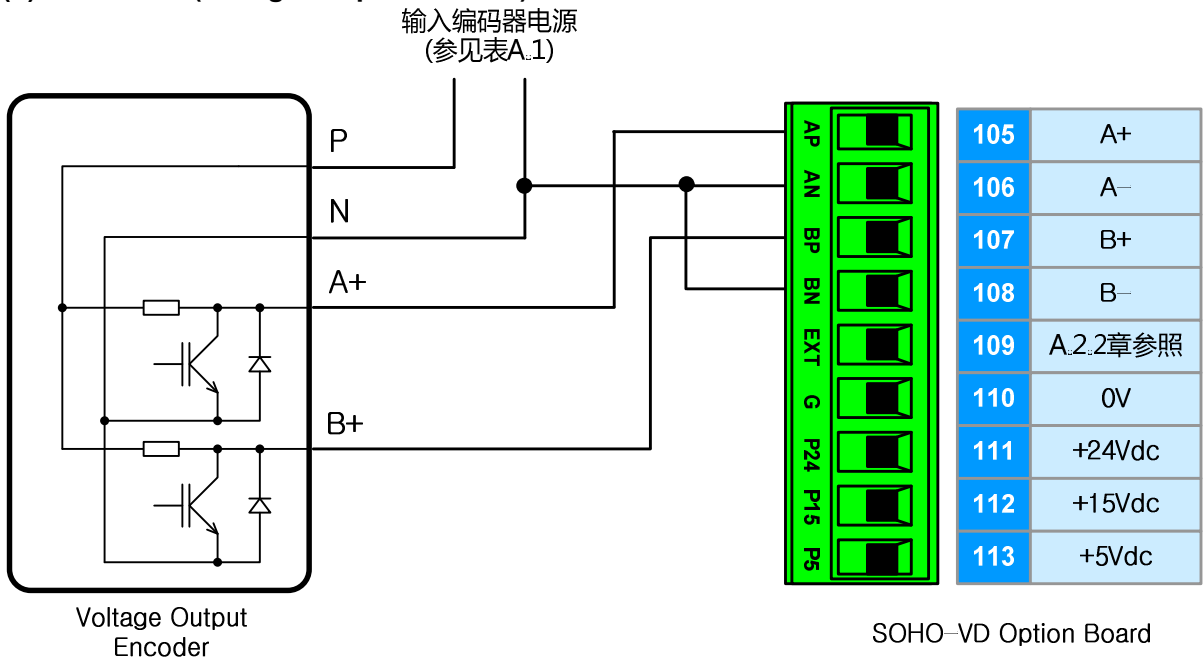 输入编码器电源
(参见表A.1)
P
N
A+
B+
AP
AN
BP
BN
EXT
G
P24
P15
P5
105 A+
106 A-
107 B+
108 B-
109 A.2.2章参照
110 0V
111 +24Vdc
112 +15Vdc
113 +5Vdc
Voltage Output
Encoder
SOHO-VD Option Board